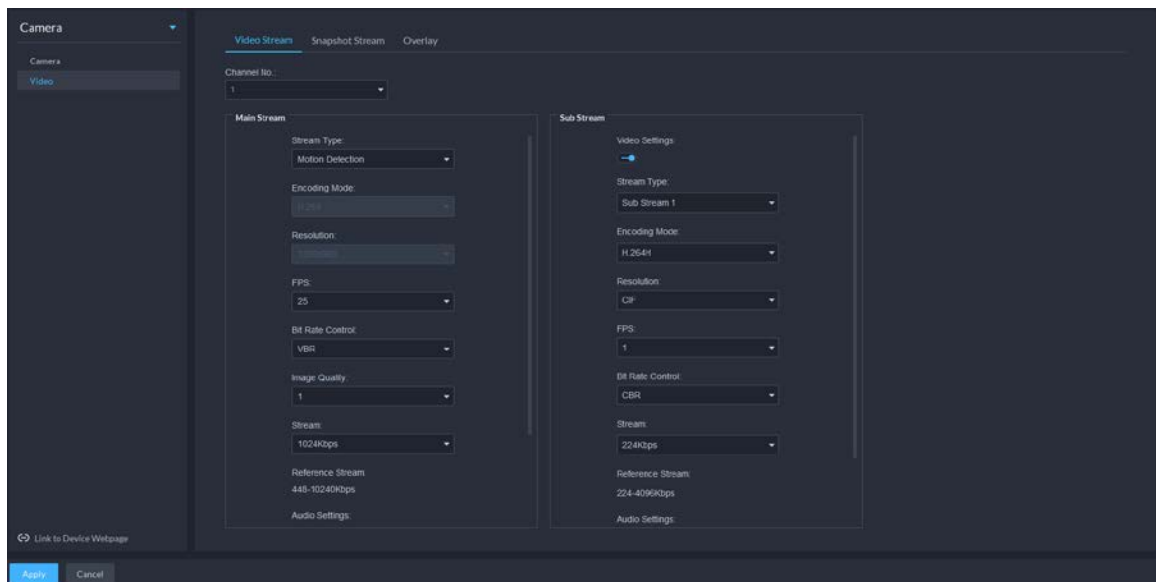 Camera
Camera
Video
Link to Device Webpage
Video Stream Snapshot Stream Overlay
Channel No.:
1
Main Stream
Stream Type:
Motion Detection
Encoding Mode:
Resolution:
FPS:
25
Bit Rate Control:
VBR
Image Quality:
1
Stream:
1024Kbps
Reference Stream
448-10240Kbps
Audio Settings:
Sub Stream
Video Settings:
Stream Type:
Sub Stream 1
Encoding Mode:
H.264H
Resolution:
CIF
FPS:
1
Bit Rate Control:
CBR
Stream:
224Kbps
Reference Stream:
224-4096Kbps
Audio Settings:
Apply Cancel